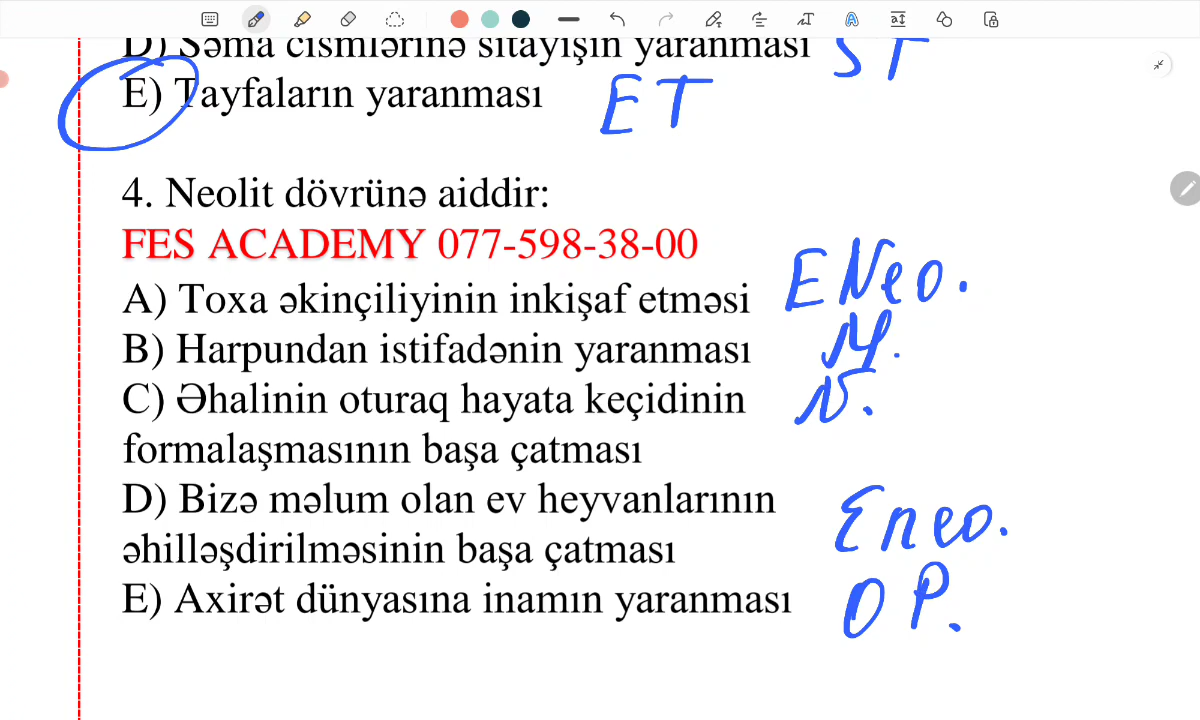 D) Səma cismlərinə sitayişin yaranması ST
E) Tayfaların yaranması ET
4. Neolit dövrünə aiddir:
FES ACADEMY 077-598-38-00
A) Toxa əkinçiliyinin inkişaf etməsi ENeo.
B) Harpundan istifadənin yaranması M.
C) Əhalinin oturaq hayata keçidinin N.
formalaşmasının başa çatması
D) Bizə məlum olan ev heyvanlarının
əhilləşdirilməsinin başa çatması Eneo.
E) Axirət dünyasına inamın yaranması OP.